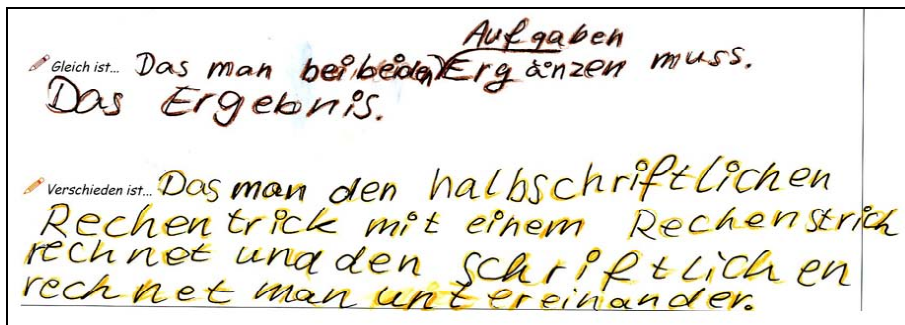 Aufgaben
Gleich ist... Das man bei beiden Ergänzen muss.
Das Ergebnis.
Verschieden ist... Das man den halbschriftlichen
Rechentrick mit einem Rechenstrich
rechnet und den schriftlichen
rechnet man untereinander.